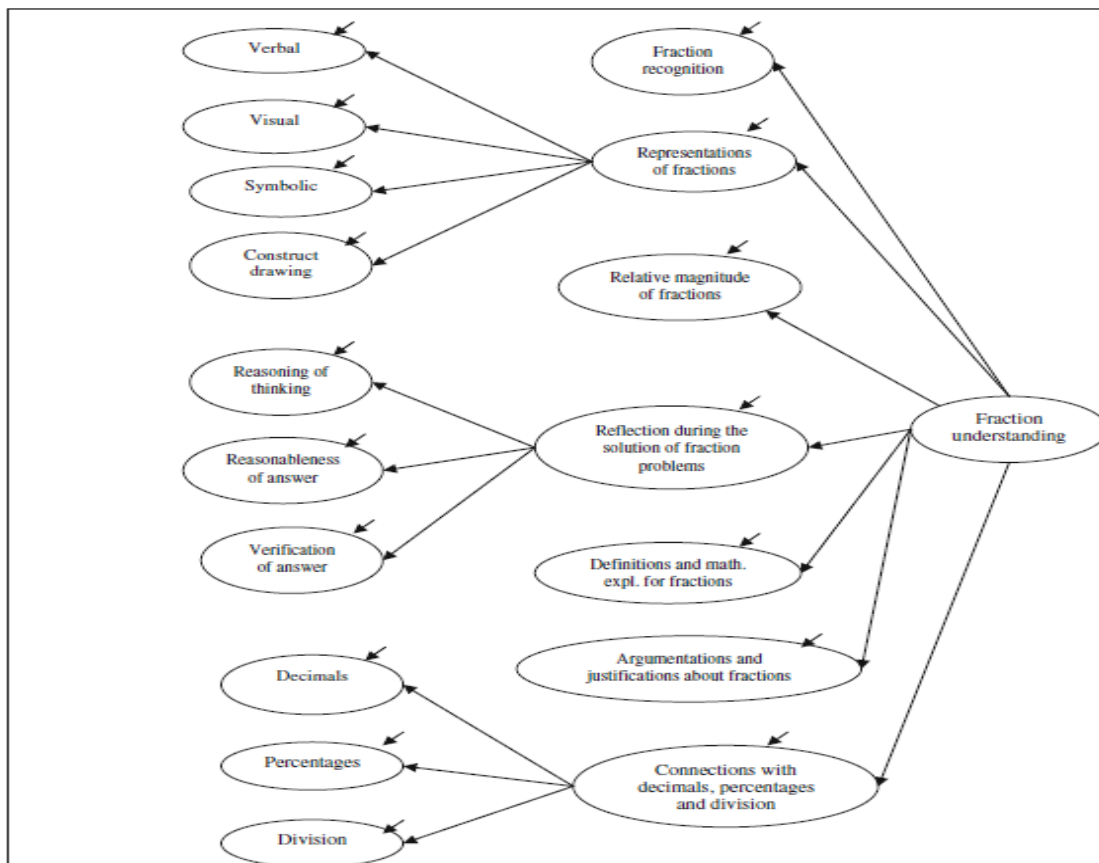 Verbal
Visual
Symbolic
Construct
drawing
Reasoning of
thinking
Reasonableness
of answer
Verification
of answer
Decimals
Percentages
Division
Fraction
recognition
Representations
of fractions
Relative magnitude
of fractions
Reflection during the
solution of fraction
problems
Definitions and math.
expl. for fractions
Argumentations and
justifications about fractions
Connections with
decimals, percentages
and division
Fraction
understanding